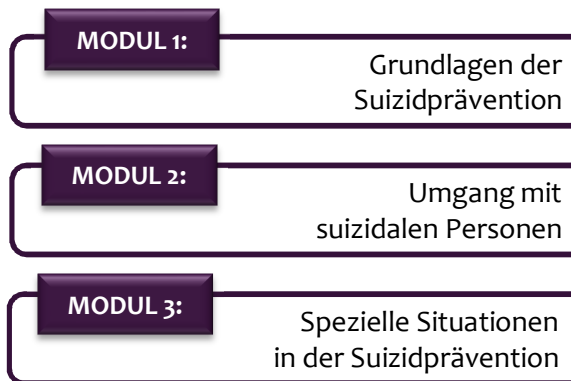 MODUL 1:
Grundlagen der
Suizidprävention
MODUL 2:
Umgang mit
suizidalen Personen
MODUL 3:
Spezielle Situationen
in der Suizidprävention